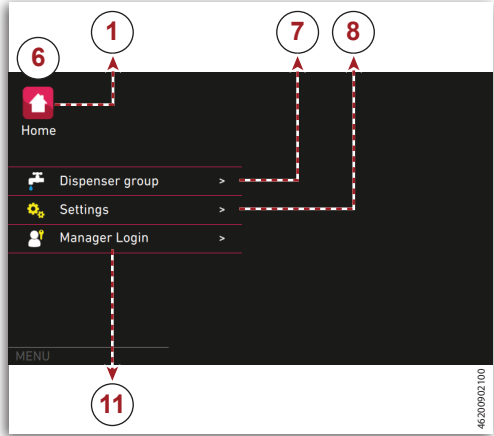 1
7
8
6
Home
Dispenser group >
Settings >
Manager Login >
MENU
11
46200902100